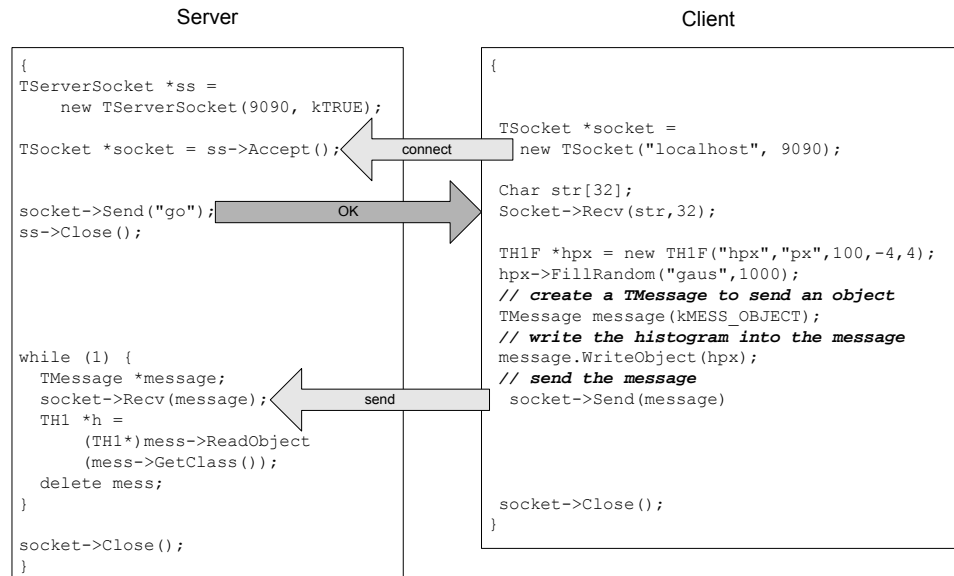 Server
{
TServerSocket *ss =
new TServerSocket(9090, kTRUE);
TSocket *socket = ss->Accept();
socket->Send("go");
ss->Close();
while (1) {
TMessage *message;
socket->Recv(message);
TH1 *h =
(TH1*)mess->ReadObject
(mess->GetClass());
delete mess;
}
socket->Close();
}
connect
OK
send
Client
{
TSocket *socket =
new TSocket("localhost", 9090);
Char str[32];
Socket->Recv(str,32);
TH1F *hpx = new TH1F("hpx","px",100,-4,4);
hpx->FillRandom("gaus",1000);
// create a TMessage to send an object
TMessage message(kMESS_OBJECT);
// write the histogram into the message
message.WriteObject(hpx);
// send the message
socket->Send(message)
socket->Close();
}